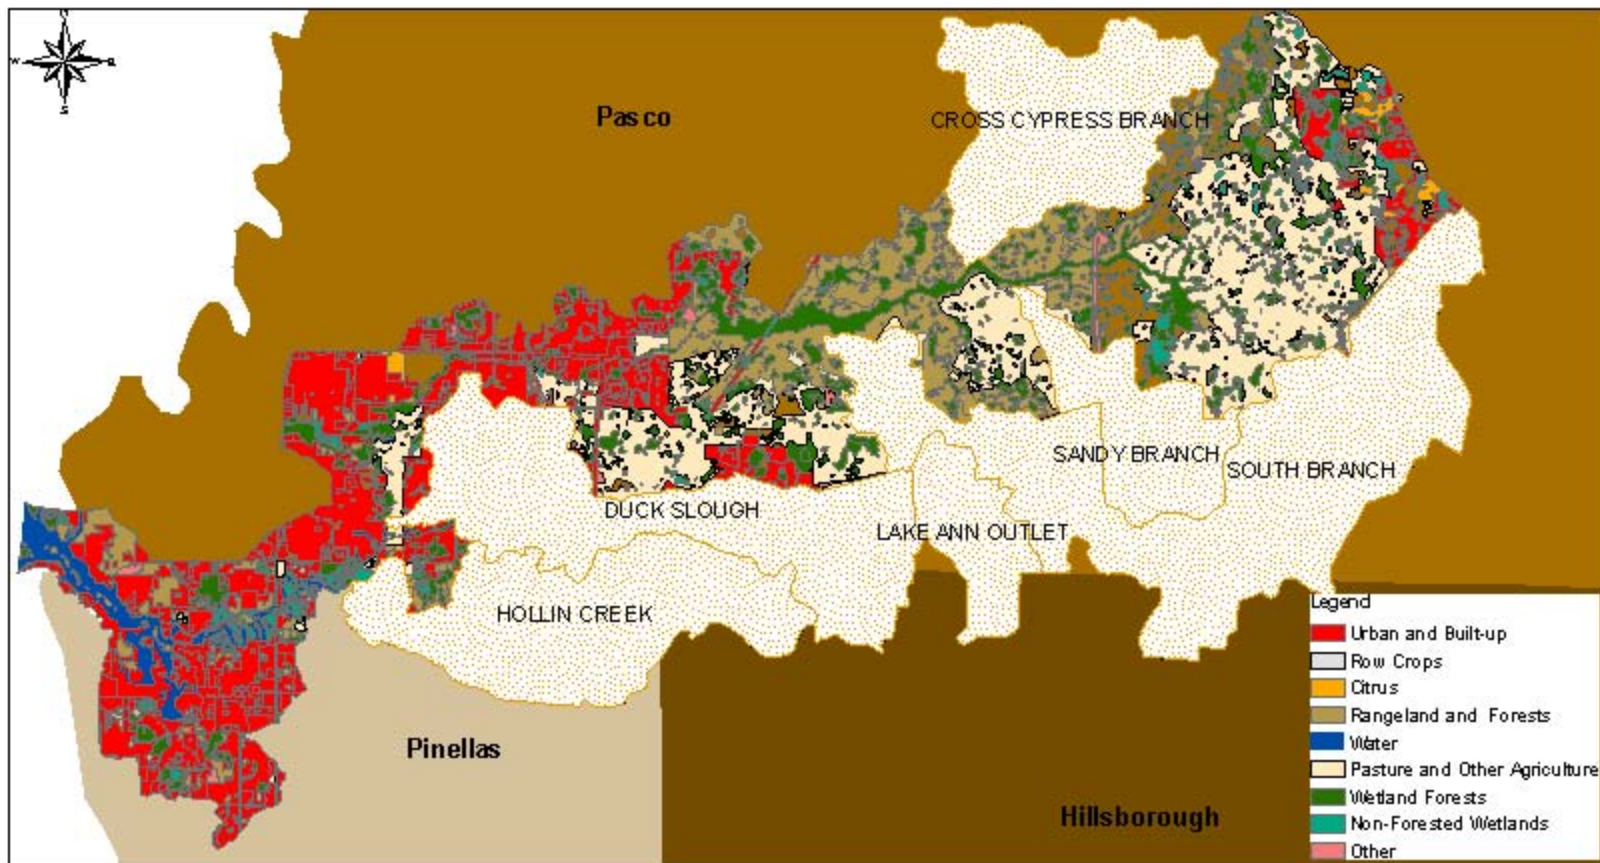 Pasco
CROSS CYPRESS BRANCH
SANDY BRANCH
SOUTH BRANCH
DUCK SLOUGH
LAKE ANN OUTLET
HOLLIN CREEK
Pinellas
Hillsborough
Legend
Urban and Built-up
Row Crops
Citrus
Rangeland and Forests
Water
Pasture and Other Agriculture
Wetland Forests
Non-Forested Wetlands
Other